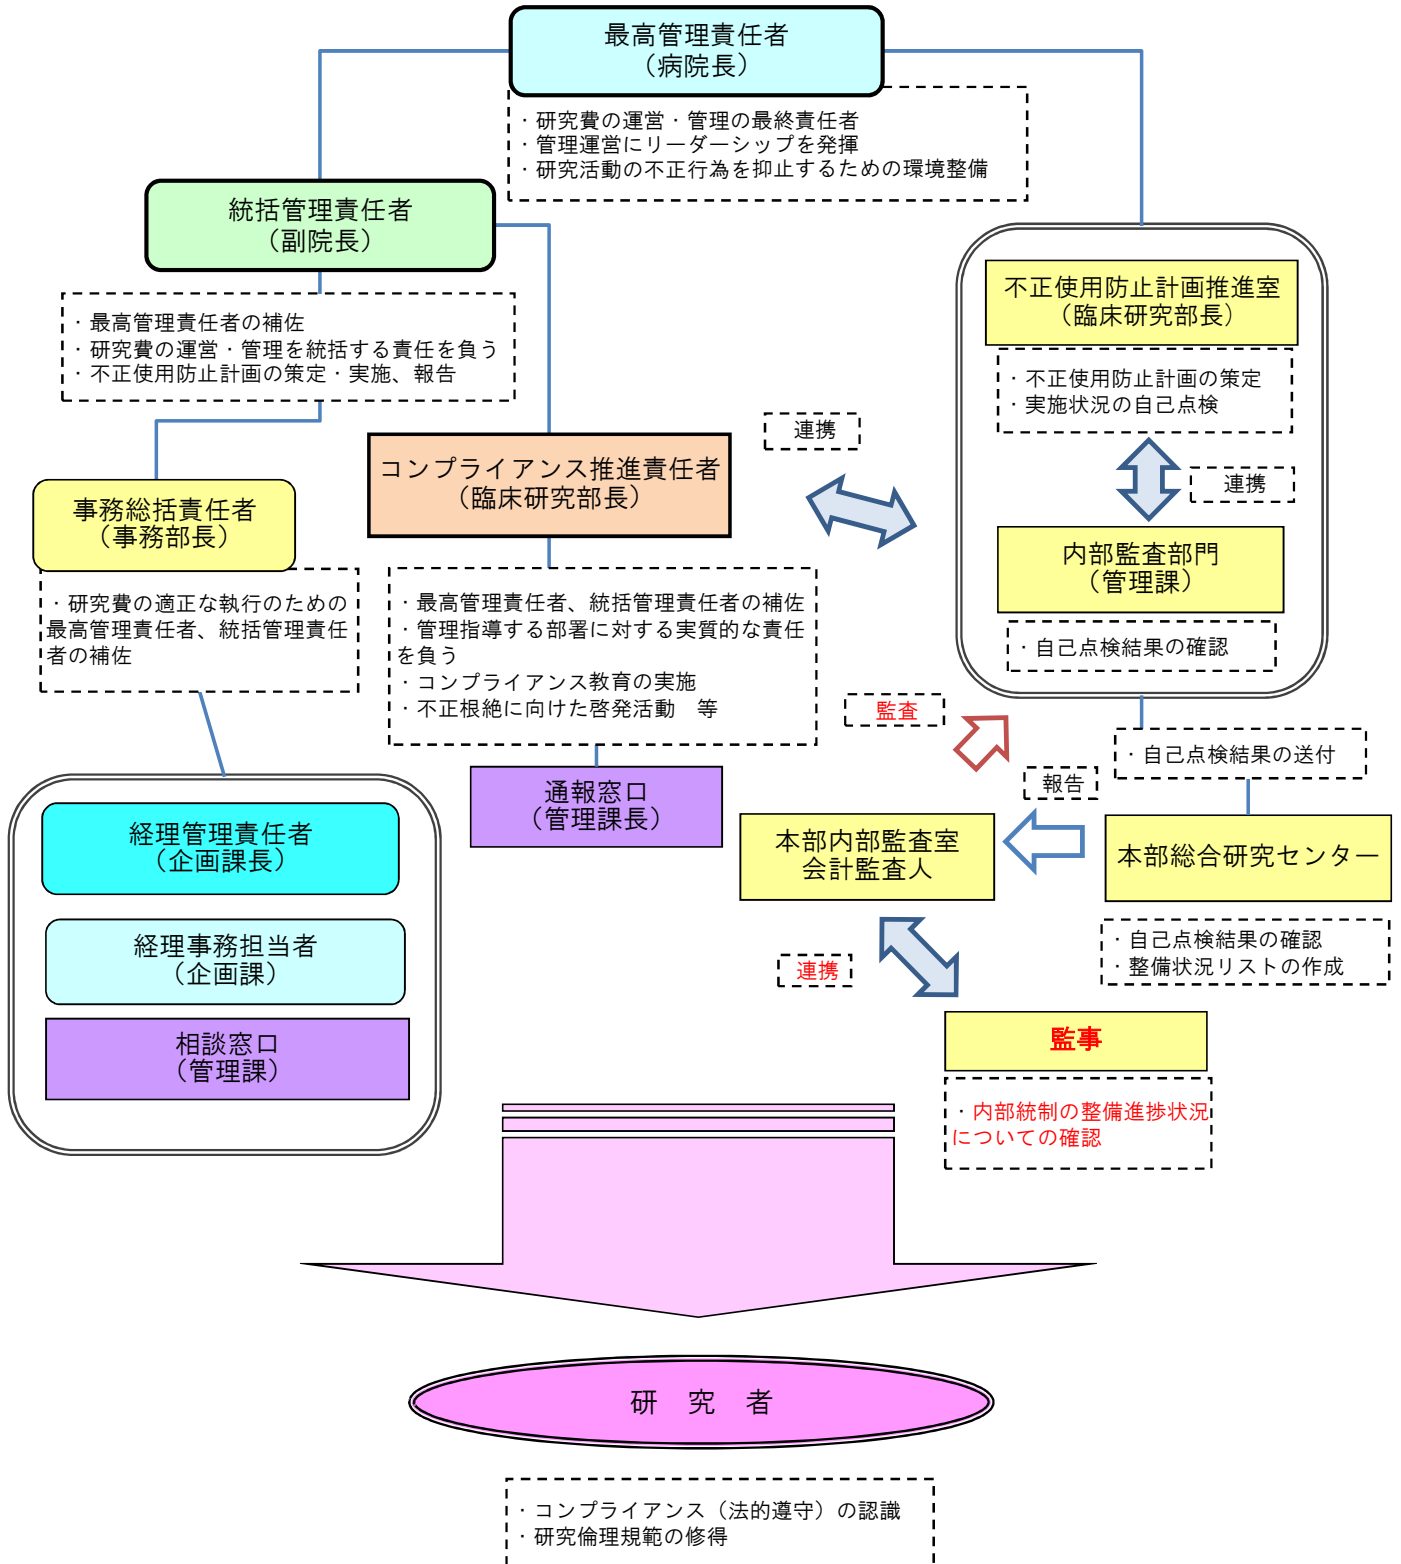 最高管理責任者
（病院長）
・研究費の運営・管理の最終責任者
・管理運営にリーダーシップを発揮
・研究活動の不正行為を抑止するための環境整備
統括管理責任者
（副院長）
・最高管理責任者の補佐
・研究費の運営・管理を統括する責任を負う
・不正使用防止計画の策定・実施、報告
不正使用防止計画推進室
（臨床研究部長）
・不正使用防止計画の策定
・実施状況の自己点検
連携
連携
内部監査部門
（管理課）
・自己点検結果の確認
コンプライアンス推進責任者
（臨床研究部長）
・最高管理責任者、統括管理責任者の補佐
・管理指導する部署に対する実質的な責任
を負う
・コンプライアンス教育の実施
・不正根絶に向けた啓発活動　等
事務総括責任者
（事務部長）
・研究費の適正な執行のための
最高管理責任者、統括管理責任
者の補佐
監査
・自己点検結果の送付
報告
通報窓口
（管理課長）
経理管理責任者
（企画課長）
経理事務担当者
（企画課）
相談窓口
（管理課）
本部内部監査室
会計監査人
本部総合研究センター
・自己点検結果の確認
・整備状況リストの作成
連携
監事
・内部統制の整備進捗状況
についての確認
研　究　者
・コンプライアンス（法的遵守）の認識
・研究倫理規範の修得